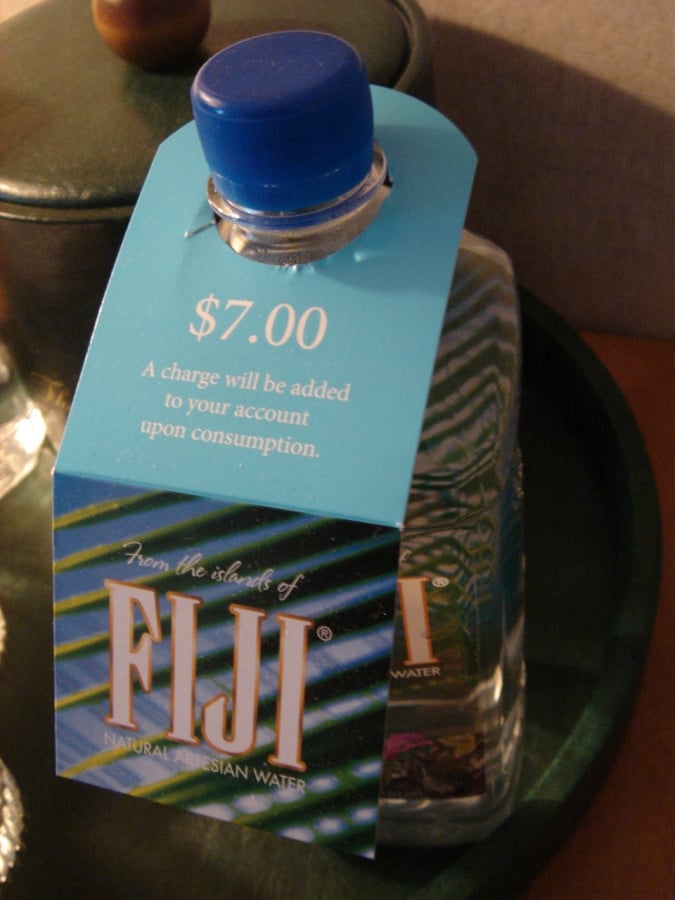 $7.00
A charge will be added
to your account
upon consumption.
From the islands of
FIJI®
NATURAL ARTESIAN WATER
I®
WATER